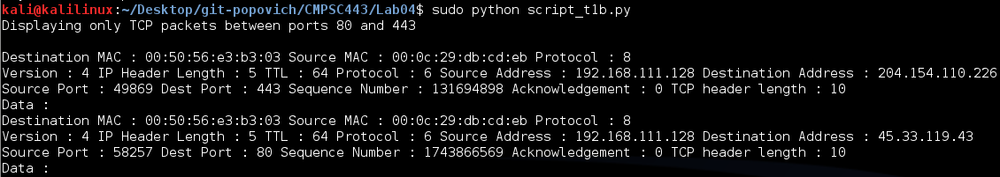 kali@kalilinux:~/Desktop/git-popovich/CMPSC443/Lab04$ sudo python script_t1b.py
Displaying only TCP packets between ports 80 and 443
Destination MAC : 00:50:56:e3:b3:03 Source MAC : 00:0c:29:db:cd:eb Protocol : 8
Version : 4 IP Header Length : 5 TTL : 64 Protocol : 6 Source Address : 192.168.111.128 Destination Address : 204.154.110.226
Source Port : 49869 Dest Port : 443 Sequence Number : 131694898 Acknowledgement : 0 TCP header length : 10
Data :
Destination MAC : 00:50:56:e3:b3:03 Source MAC : 00:0c:29:db:cd:eb Protocol : 8
Version : 4 IP Header Length : 5 TTL : 64 Protocol : 6 Source Address : 192.168.111.128 Destination Address : 45.33.119.43
Source Port : 58257 Dest Port : 80 Sequence Number : 1743866569 Acknowledgement : 0 TCP header length : 10
Data :